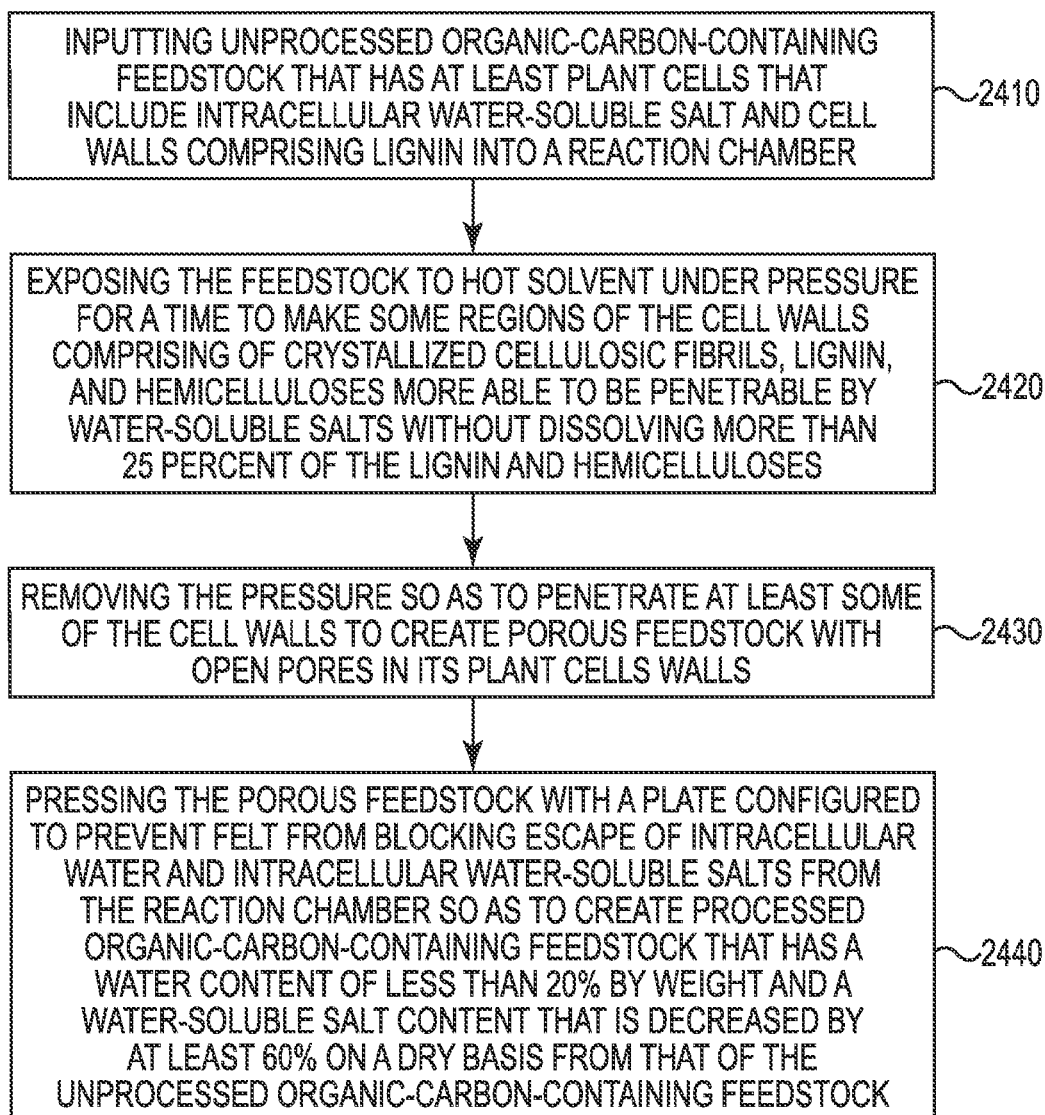 INPUTTING UNPROCESSED ORGANIC-CARBON-CONTAINING
FEEDSTOCK THAT HAS AT LEAST PLANT CELLS THAT
INCLUDE INTRACELLULAR WATER-SOLUBLE SALT AND CELL
WALLS COMPRISING LIGNIN INTO A REACTION CHAMBER
2410
EXPOSING THE FEEDSTOCK TO HOT SOLVENT UNDER PRESSURE
FOR A TIME TO MAKE SOME REGIONS OF THE CELL WALLS
COMPRISING OF CRYSTALLIZED CELLULOSIC FIBRILS, LIGNIN,
AND HEMICELLULOSES MORE ABLE TO BE PENETRABLE BY
WATER-SOLUBLE SALTS WITHOUT DISSOLVING MORE THAN
25 PERCENT OF THE LIGNIN AND HEMICELLULOSES
2420
REMOVING THE PRESSURE SO AS TO PENETRATE AT LEAST SOME
OF THE CELL WALLS TO CREATE POROUS FEEDSTOCK WITH
OPEN PORES IN ITS PLANT CELLS WALLS
2430
PRESSING THE POROUS FEEDSTOCK WITH A PLATE CONFIGURED
TO PREVENT FELT FROM BLOCKING ESCAPE OF INTRACELLULAR
WATER AND INTRACELLULAR WATER-SOLUBLE SALTS FROM
THE REACTION CHAMBER SO AS TO CREATE PROCESSED
ORGANIC-CARBON-CONTAINING FEEDSTOCK THAT HAS A
WATER CONTENT OF LESS THAN 20% BY WEIGHT AND A
WATER-SOLUBLE SALT CONTENT THAT IS DECREASED BY
AT LEAST 60% ON A DRY BASIS FROM THAT OF THE
UNPROCESSED ORGANIC-CARBON-CONTAINING FEEDSTOCK
2440